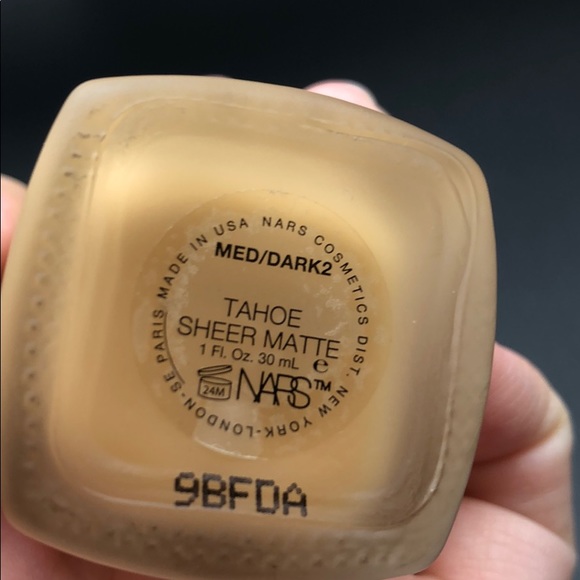 MADE IN USA NARS COSMETICS DIST. NEW YORK-LONDON-SE PARIS
MED/DARK2
TAHOE
SHEER MATTE
1 Fl. Oz. 30 mL ℮
24M NARS™
9BFDA